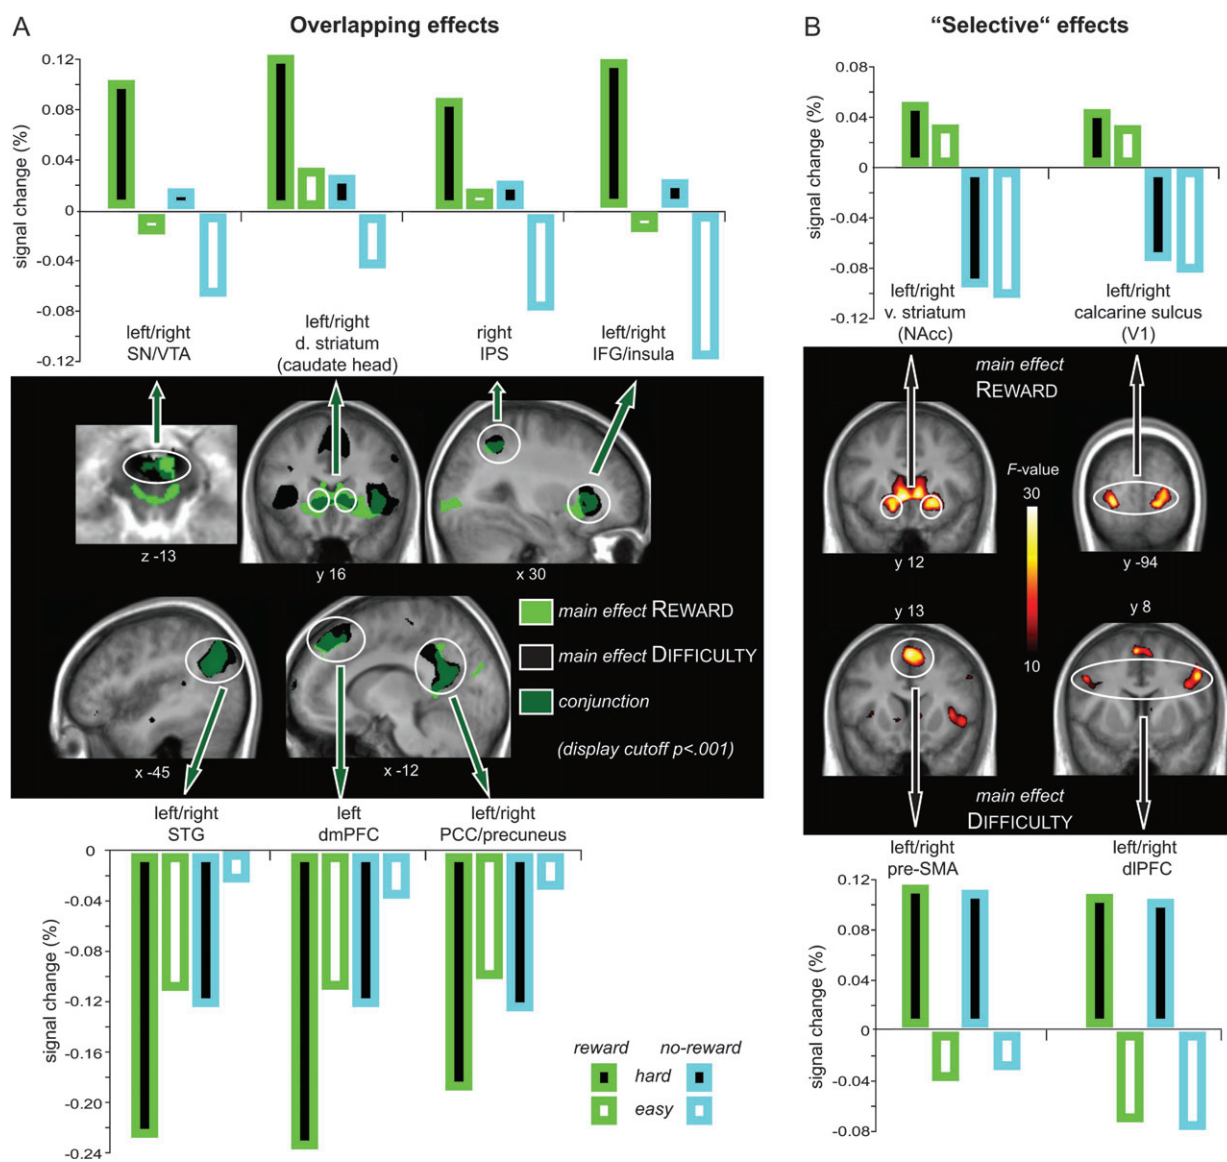 A
Overlapping effects
signal change (%)
0.12
0.08
0.04
0
-0.04
-0.08
-0.12
left/right
SN/VTA
left/right
d. striatum
(caudate head)
right
IPS
left/right
IFG/insula
z -13
y 16
x 30
main effect REWARD
main effect DIFFICULTY
conjunction
(display cutoff p<.001)
x -45
x -12
left/right
STG
left
dmPFC
left/right
PCC/precuneus
signal change (%)
0
-0.04
-0.08
-0.12
-0.16
-0.20
-0.24
reward no-reward
hard
easy
B
“Selective“ effects
signal change (%)
0.08
0.04
0
-0.04
-0.08
-0.12
left/right
v. striatum
(NAcc)
left/right
calcarine sulcus
(V1)
main effect
REWARD
F-value
30
10
y 12
y -94
y 13
y 8
main effect
DIFFICULTY
left/right
pre-SMA
left/right
dlPFC
signal change (%)
0.12
0.08
0.04
0
-0.04
-0.08